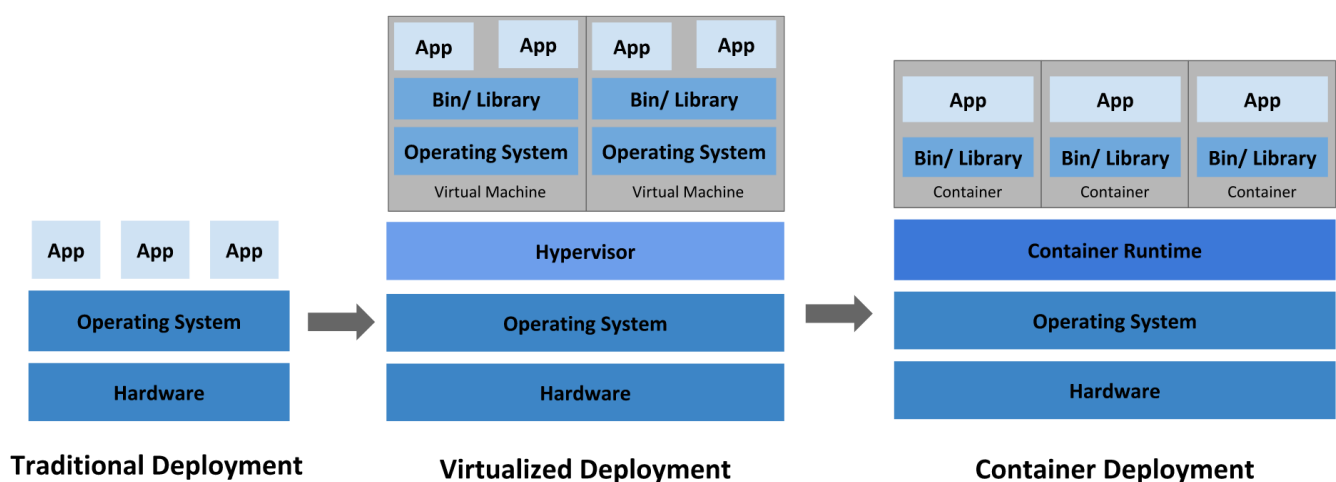 App
App
App
Operating System
Hardware
Traditional Deployment
App
App
Bin/ Library
Operating System
Virtual Machine
App
App
Bin/ Library
Operating System
Virtual Machine
Hypervisor
Operating System
Hardware
Virtualized Deployment
App
Bin/ Library
Container
App
Bin/ Library
Container
App
Bin/ Library
Container
Container Runtime
Operating System
Hardware
Container Deployment